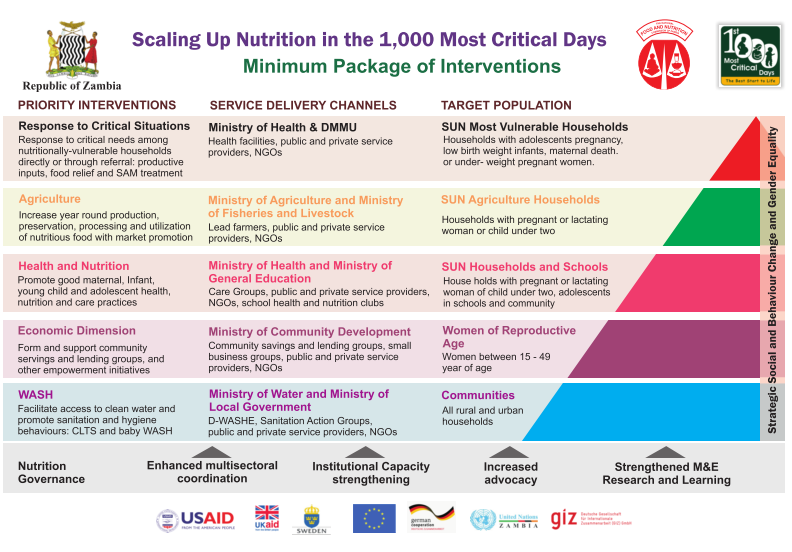 Scaling Up Nutrition in the 1,000 Most Critical Days
Minimum Package of Interventions
Republic of Zambia
FOOD AND NUTRITION
1st
1000
Most
Critical
Days
The Best Start to Life
PRIORITY INTERVENTIONS
SERVICE DELIVERY CHANNELS
TARGET POPULATION
Response to Critical Situations
Response to critical needs among
nutritionally-vulnerable households
directly or through referral: productive
inputs, food relief and SAM treatment
Ministry of Health & DMMU
Health facilities, public and private service
providers, NGOs
SUN Most Vulnerable Households
Households with adolescents pregnancy,
low birth weight infants, maternal death.
or under- weight pregnant women.
Agriculture
Increase year round production,
preservation, processing and utilization
of nutritious food with market promotion
Ministry of Agriculture and Ministry
of Fisheries and Livestock
Lead farmers, public and private service
providers, NGOs
SUN Agriculture Households
Households with pregnant or lactating
woman or child under two
Health and Nutrition
Promote good maternal, Infant,
young child and adolescent health,
nutrition and care practices
Ministry of Health and Ministry of
General Education
Care Groups, public and private service providers,
NGOs, school health and nutrition clubs
SUN Households and Schools
House holds with pregnant or lactating
woman of child under two, adolescents
in schools and community
Economic Dimension
Form and support community
servings and lending groups, and
other empowerment initiatives
Ministry of Community Development
Community savings and lending groups, small
business groups, public and private service
providers, NGOs
Women of Reproductive
Age
Women between 15 - 49
year of age
WASH
Facilitate access to clean water and
promote sanitation and hygiene
behaviours: CLTS and baby WASH
Ministry of Water and Ministry of
Local Government
D-WASHE, Sanitation Action Groups,
public and private service providers, NGOs
Communities
All rural and urban
households
Strategic Social and Behaviour Change and Gender Equality
Nutrition
Governance
Enhanced multisectoral
coordination
Institutional Capacity
strengthening
Increased
advocacy
Strengthened M&E
Research and Learning
USAID
FROM THE AMERICAN PEOPLE
UKaid
SWEDEN
german
cooperation
United Nations
ZAMBIA
giz
Deutsche Gesellschaft
für Internationale
Zusammenarbeit (GIZ) GmbH